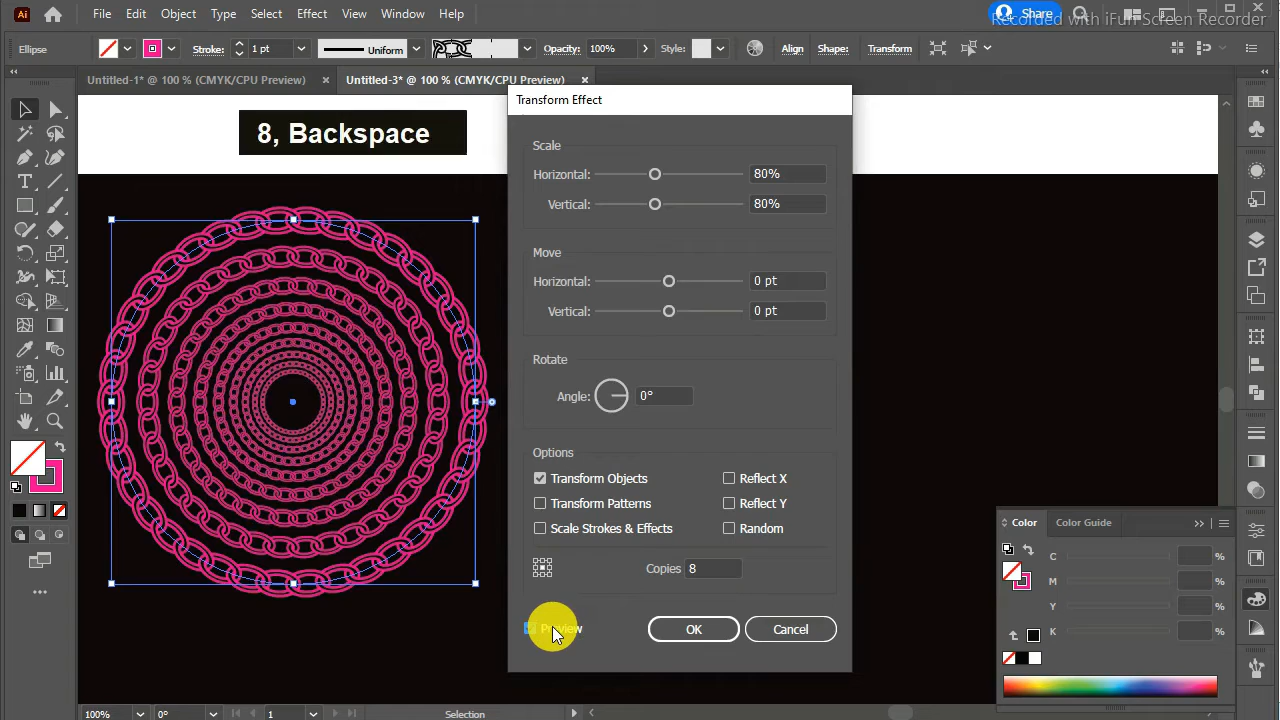 Ai File Edit Object Type Select Effect View Window Help Share
Recorded with iFun Screen Recorder
Ellipse Stroke: 1 pt Uniform Opacity: 100% Style: Align Shape: Transform
Untitled-1* @ 100 % (CMYK/CPU Preview) × Untitled-3* @ 100 % (CMYK/CPU Preview) ×
8, Backspace
Transform Effect
Scale
Horizontal: 80%
Vertical: 80%
Move
Horizontal: 0 pt
Vertical: 0 pt
Rotate
Angle: 0°
Options
Transform Objects Reflect X
Transform Patterns Reflect Y
Scale Strokes & Effects Random
Copies 8
Preview OK Cancel
Color Color Guide
C %
M %
Y %
K %
100% 0° 1 Selection